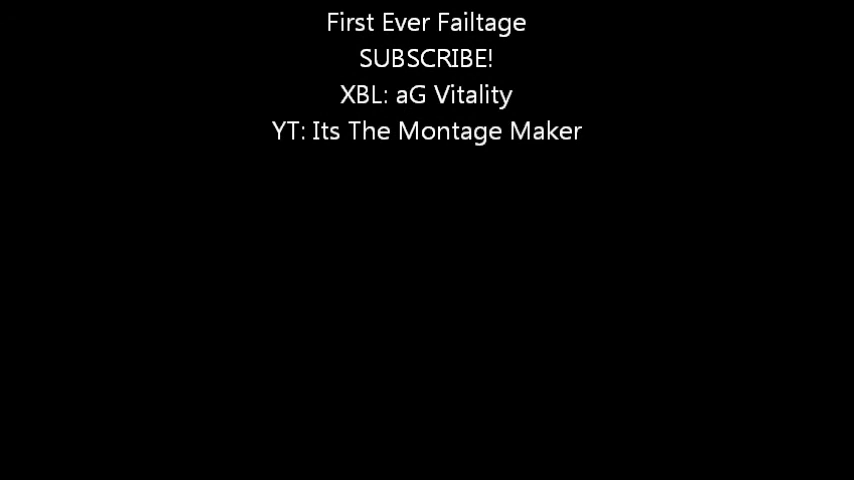 First Ever Failtage
SUBSCRIBE!
XBL: aG Vitality
YT: Its The Montage Maker